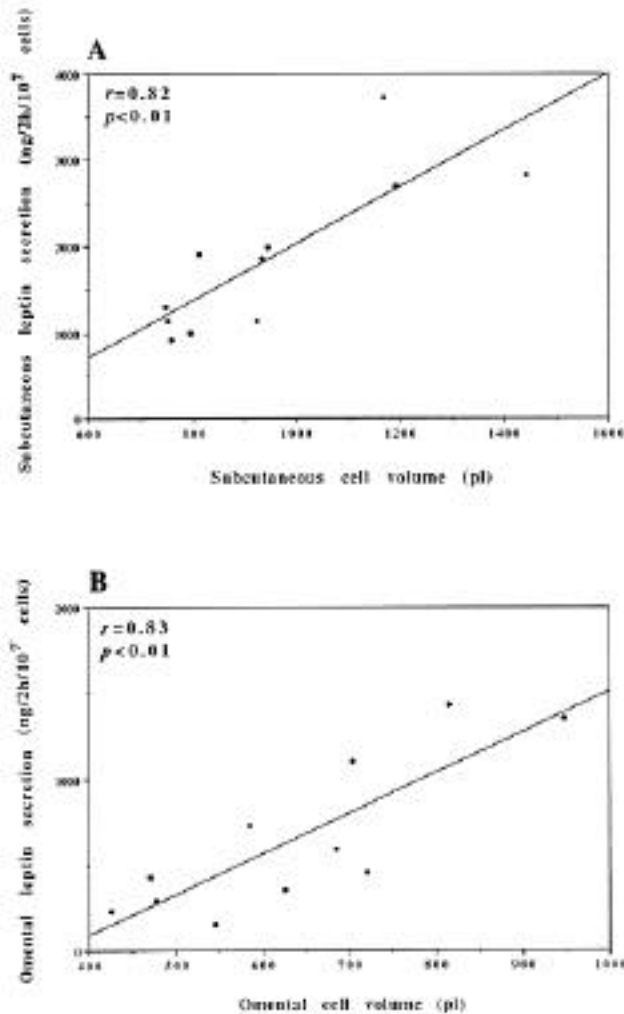 A
r=0.82
p<0.01
Subcutaneous leptin secretion (ng/2h/10⁷ cells)
4000
3000
2000
1000
0
600 800 1000 1200 1400 1600
Subcutaneous cell volume (pl)
B
r=0.83
p<0.01
Omental leptin secretion (ng/2h/10⁷ cells)
2000
1000
0
400 500 600 700 800 900 1000
Omental cell volume (pl)